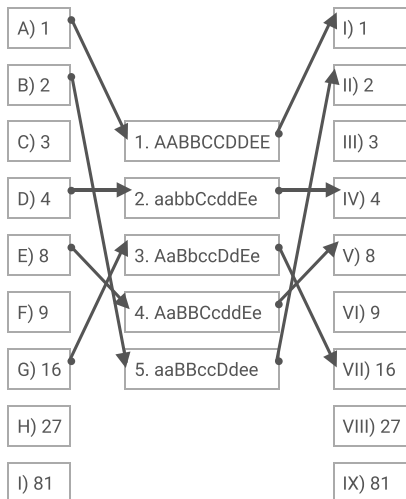 A) 1
B) 2
C) 3
D) 4
E) 8
F) 9
G) 16
H) 27
I) 81
1. AABBCCDDEE
2. aabbCcddEe
3. AaBbccDdEe
4. AaBBCcddEe
5. aaBBccDdee
I) 1
II) 2
III) 3
IV) 4
V) 8
VI) 9
VII) 16
VIII) 27
IX) 81